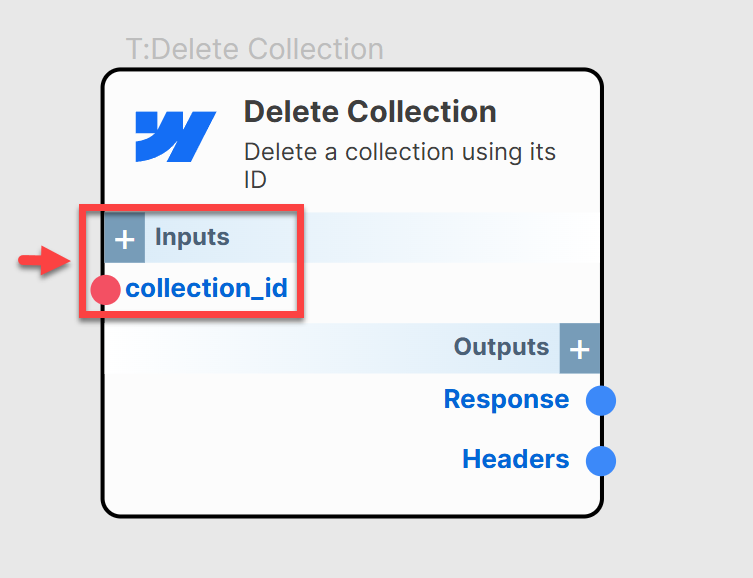 T:Delete Collection
Delete Collection
Delete a collection using its
ID
+ Inputs
collection_id
Outputs +
Response
Headers